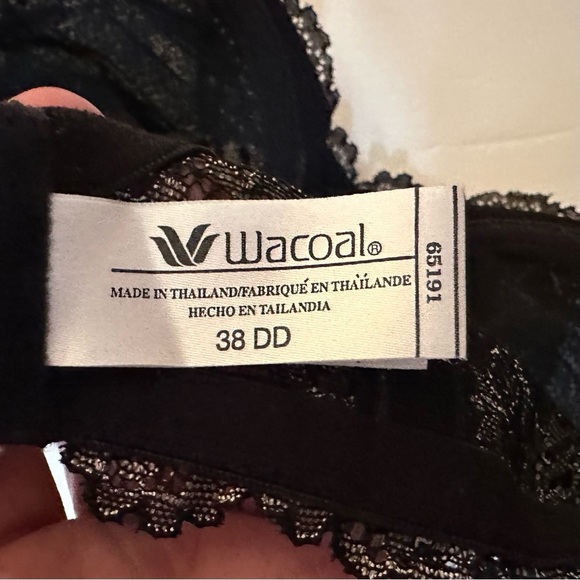 Wacoal®
MADE IN THAILAND/FABRIQUÉ EN THAÏLANDE
HECHO EN TAILANDIA
38 DD
65191